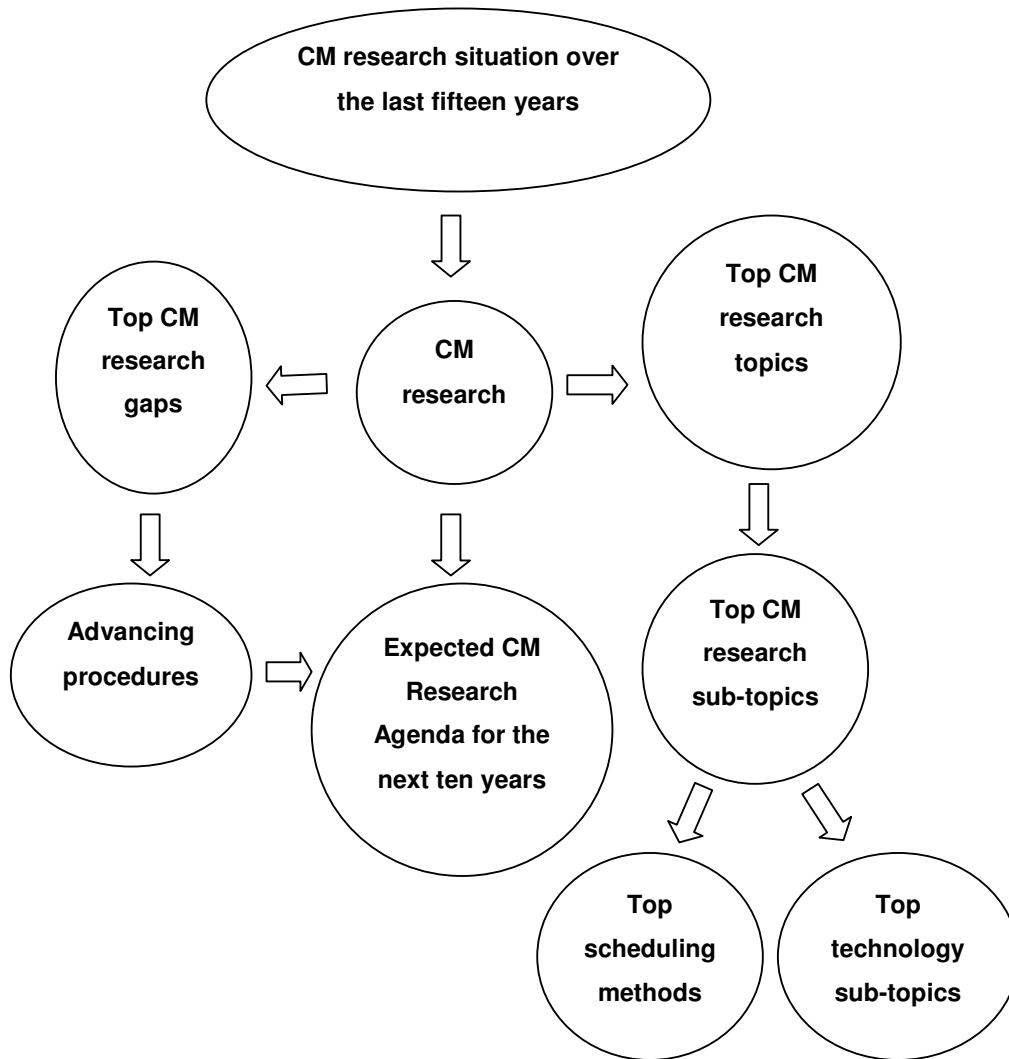 CM research situation over
the last fifteen years
Top CM
research
gaps
CM
research
Top CM
research
topics
Advancing
procedures
Expected CM
Research
Agenda for the
next ten years
Top CM
research
sub-topics
Top
scheduling
methods
Top
technology
sub-topics